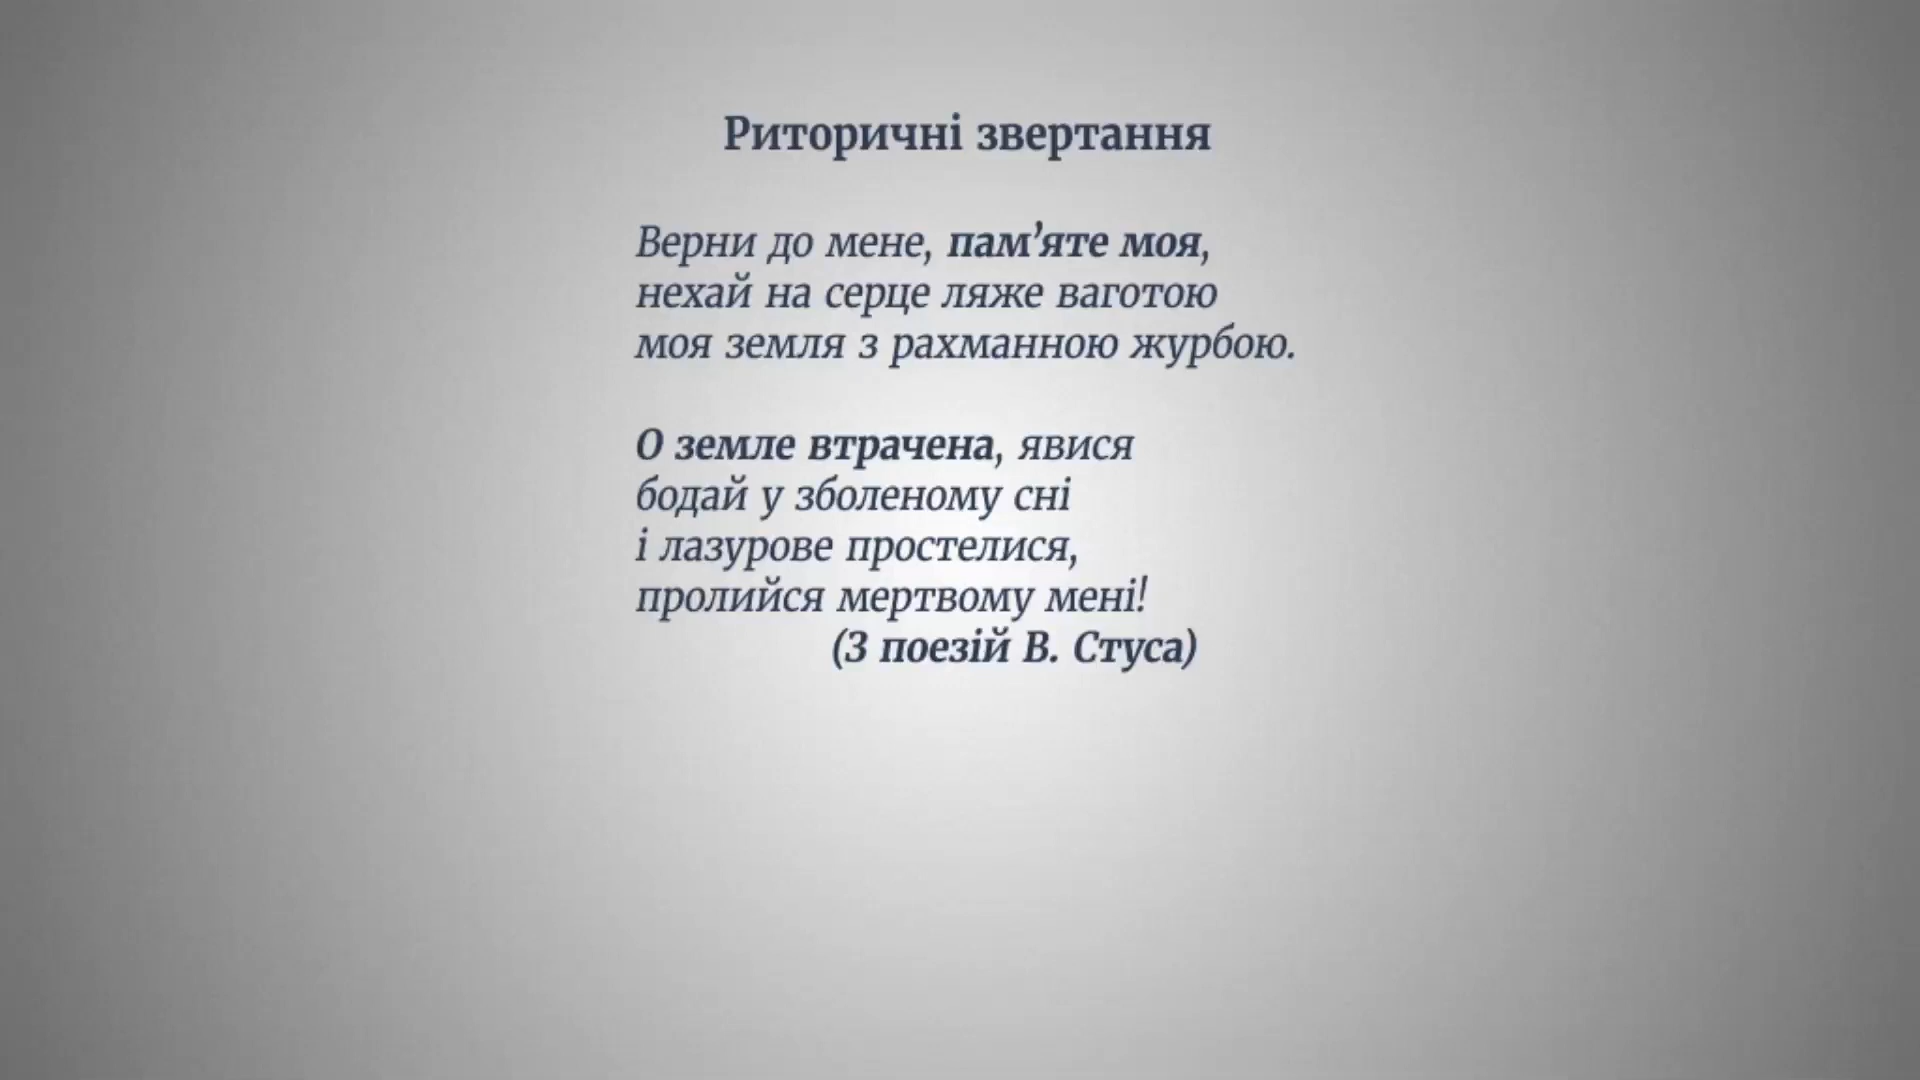 Риторичні звертання
Верни до мене, пам’яте моя,
нехай на серце ляже ваготою
моя земля з рахманною журбою.
О земле втрачена, явися
бодай у зболеному сні
і лазурове простелися,
пролийся мертвому мені!
(З поезій В. Стуса)